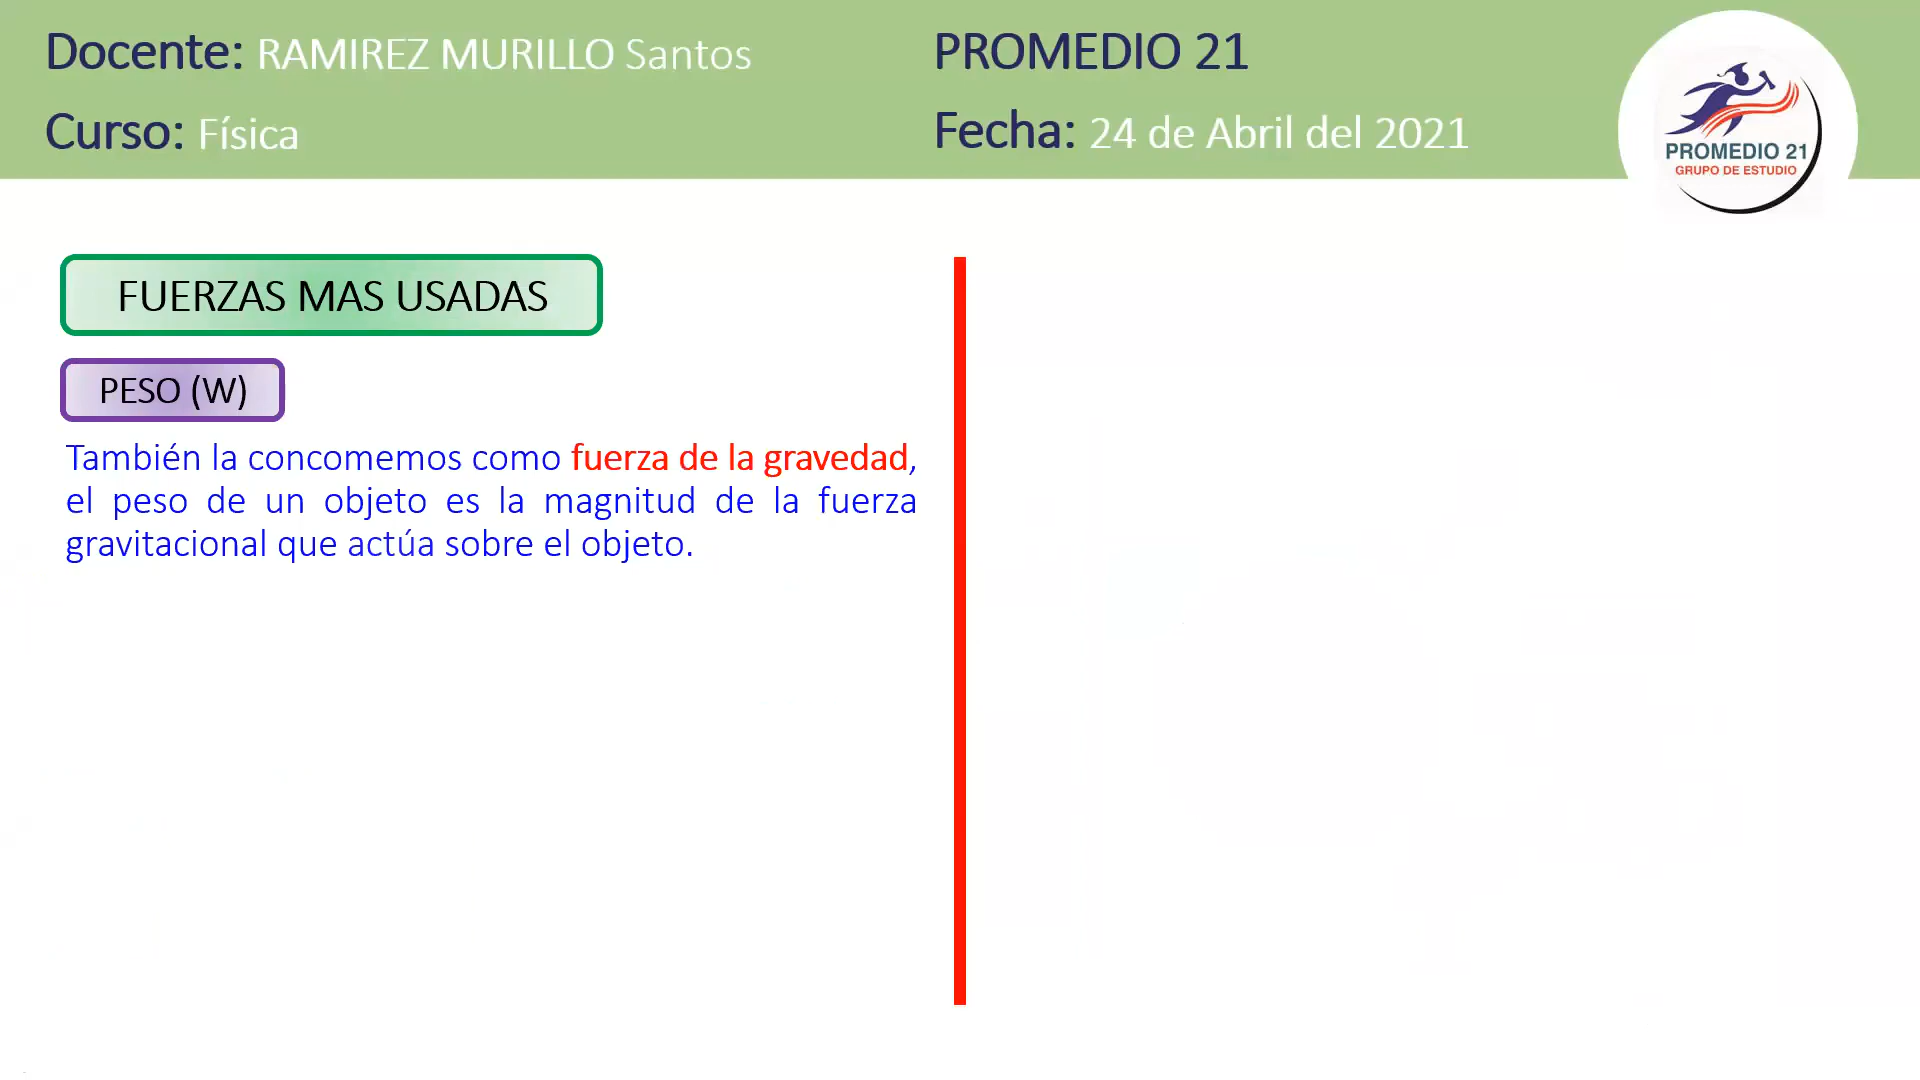 Docente: RAMIREZ MURILLO Santos
Curso: Física
PROMEDIO 21
Fecha: 24 de Abril del 2021
PROMEDIO 21
GRUPO DE ESTUDIO
FUERZAS MAS USADAS
PESO (W)
También la concomemos como fuerza de la gravedad,
el peso de un objeto es la magnitud de la fuerza
gravitacional que actúa sobre el objeto.